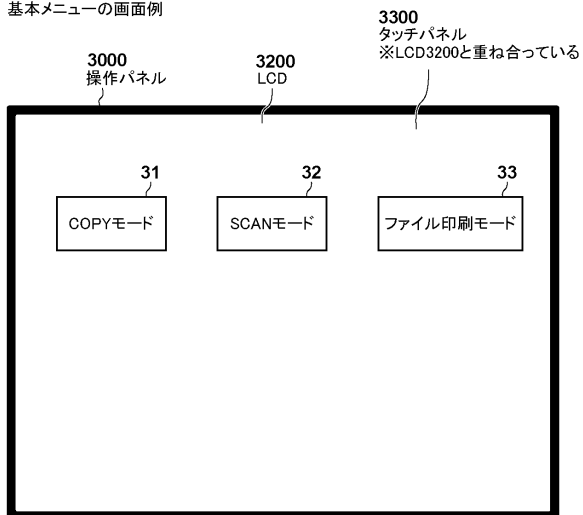 基本メニューの画面例
3300
タッチパネル
※LCD3200と重ね合っている
3000
操作パネル
3200
LCD
31
32
33
COPYモード
SCANモード
ファイル印刷モード